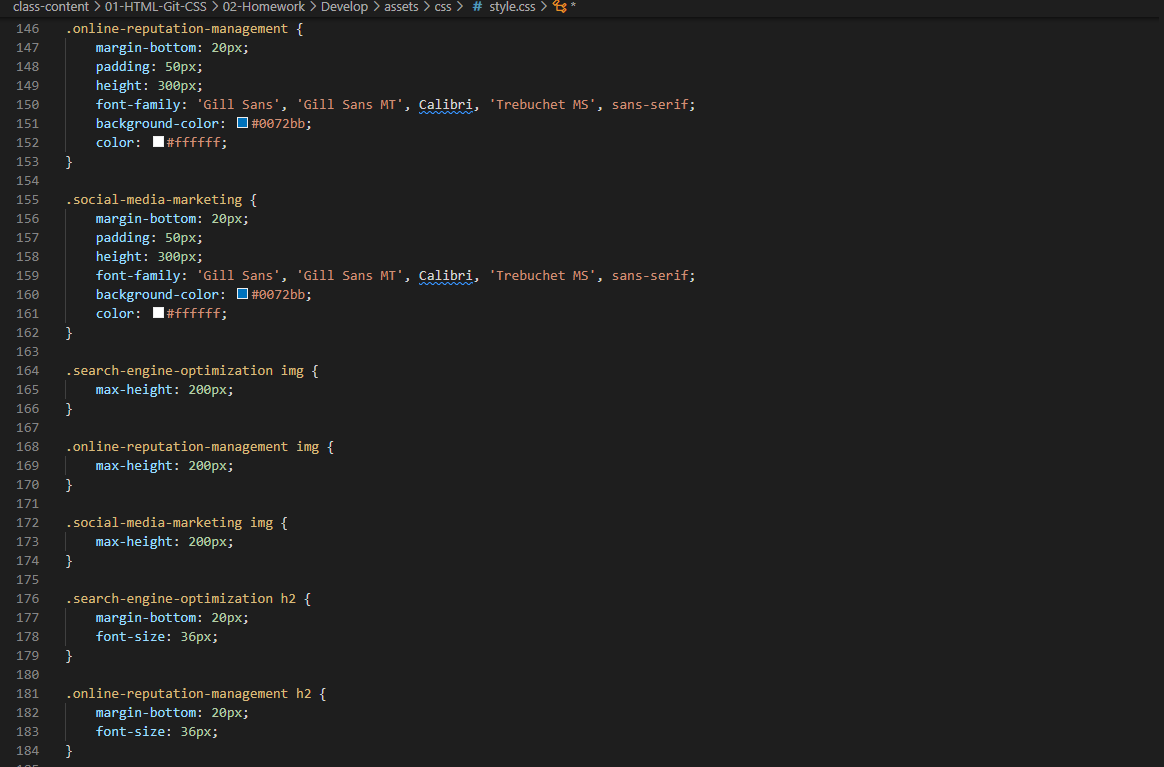 class-content > 01-HTML-Git-CSS > 02-Homework > Develop > assets > css > # style.css > *
146 .online-reputation-management {
147     margin-bottom: 20px;
148     padding: 50px;
149     height: 300px;
150     font-family: 'Gill Sans', 'Gill Sans MT', Calibri, 'Trebuchet MS', sans-serif;
151     background-color: #0072bb;
152     color: #ffffff;
153 }
154
155 .social-media-marketing {
156     margin-bottom: 20px;
157     padding: 50px;
158     height: 300px;
159     font-family: 'Gill Sans', 'Gill Sans MT', Calibri, 'Trebuchet MS', sans-serif;
160     background-color: #0072bb;
161     color: #ffffff;
162 }
163
164 .search-engine-optimization img {
165     max-height: 200px;
166 }
167
168 .online-reputation-management img {
169     max-height: 200px;
170 }
171
172 .social-media-marketing img {
173     max-height: 200px;
174 }
175
176 .search-engine-optimization h2 {
177     margin-bottom: 20px;
178     font-size: 36px;
179 }
180
181 .online-reputation-management h2 {
182     margin-bottom: 20px;
183     font-size: 36px;
184 }